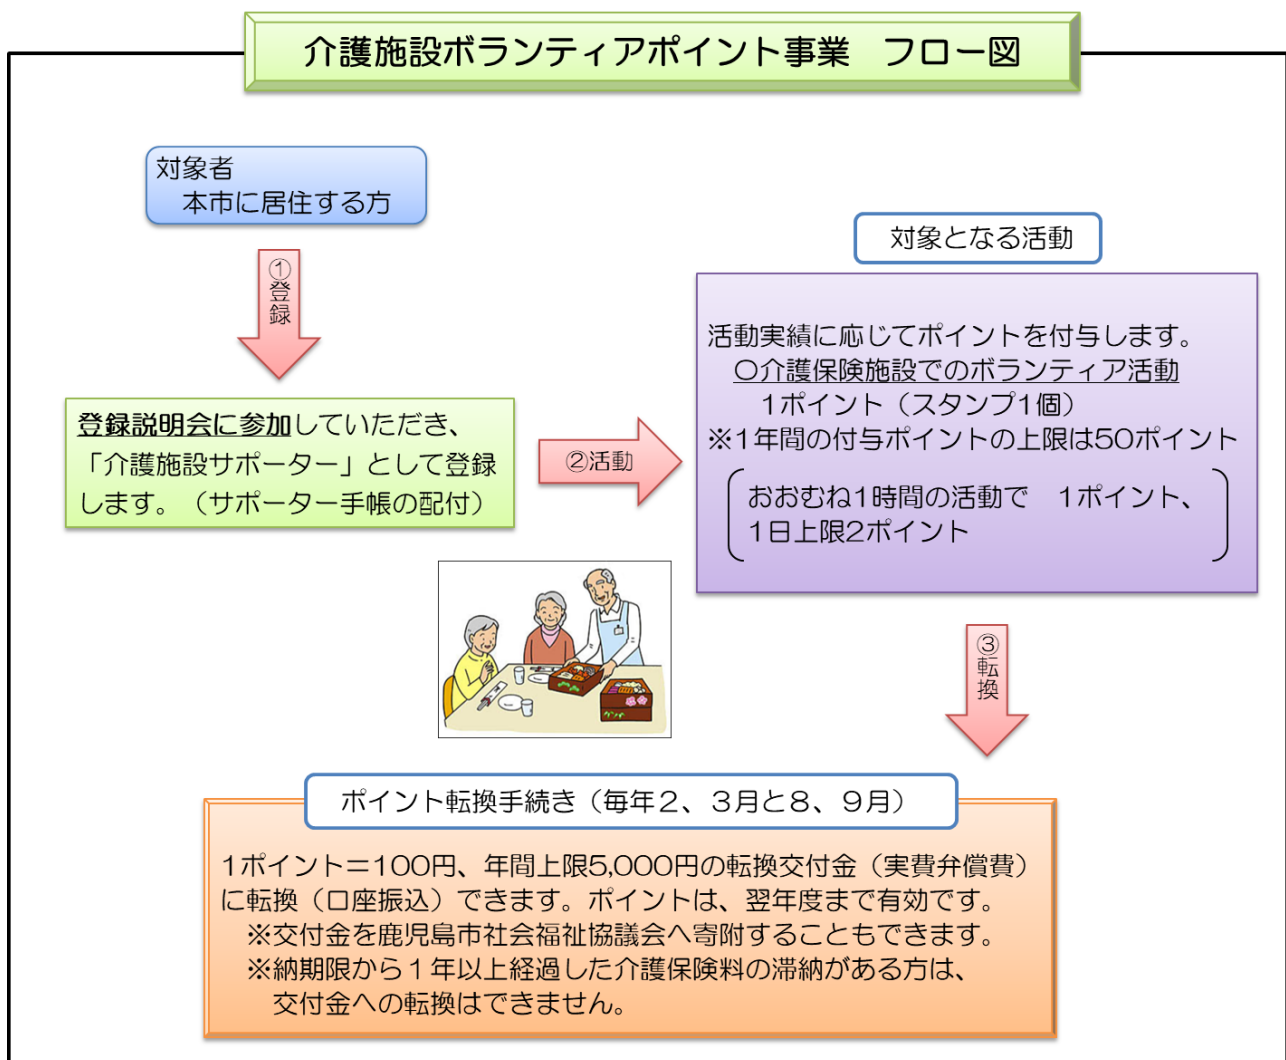 介護施設ボランティアポイント事業　フロー図
対象者
本市に居住する方
①登録
登録説明会に参加していただき、
「介護施設サポーター」として登録
します。（サポーター手帳の配付）
②活動
対象となる活動
活動実績に応じてポイントを付与します。
○介護保険施設でのボランティア活動
1ポイント（スタンプ1個）
※1年間の付与ポイントの上限は50ポイント
おおむね1時間の活動で　1ポイント、
1日上限2ポイント
③転換
ポイント転換手続き（毎年２、３月と８、９月）
1ポイント＝100円、年間上限5,000円の転換交付金（実費弁償費）
に転換（口座振込）できます。ポイントは、翌年度まで有効です。
※交付金を鹿児島市社会福祉協議会へ寄附することもできます。
※納期限から１年以上経過した介護保険料の滞納がある方は、
交付金への転換はできません。